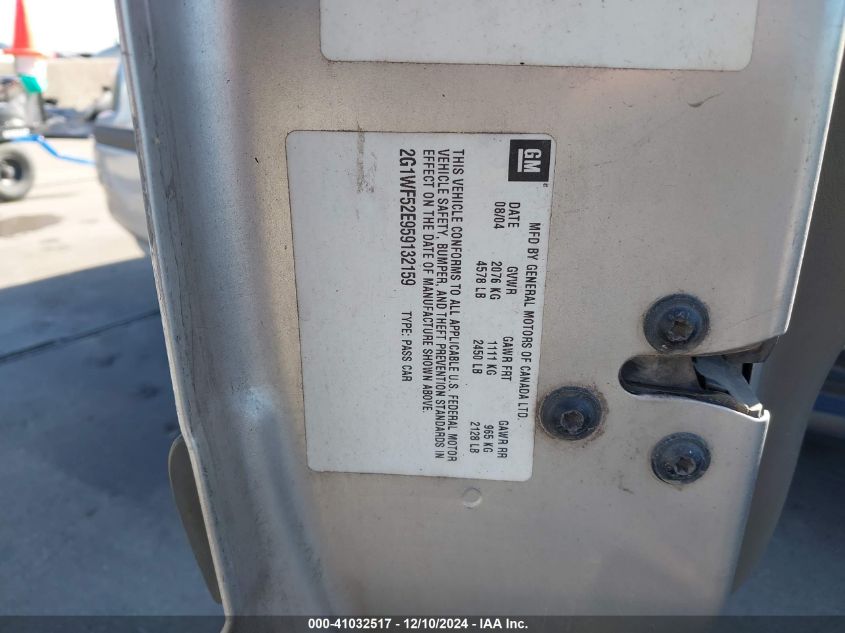 GM
MFD BY GENERAL MOTORS OF CANADA LTD
DATE GVWR GAWR FRT GAWR RR
08/04 2076 KG 1111 KG 965 KG
4578 LB 2450 LB 2128 LB
THIS VEHICLE CONFORMS TO ALL APPLICABLE U.S. FEDERAL MOTOR
VEHICLE SAFETY, BUMPER, AND THEFT PREVENTION STANDARDS IN
EFFECT ON THE DATE OF MANUFACTURE SHOWN ABOVE.
2G1WF52E959132159 TYPE: PASS CAR
000-41032517 - 12/10/2024 - IAA Inc.